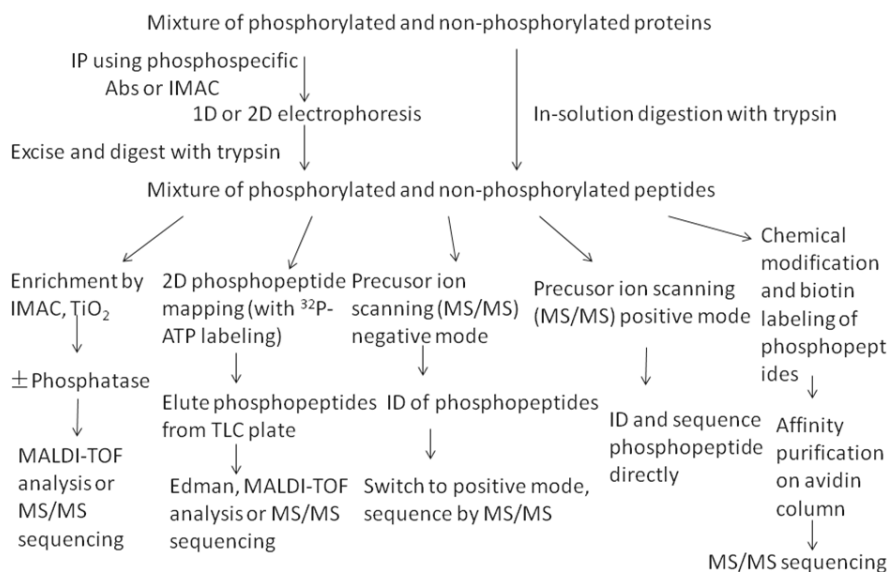 Mixture of phosphorylated and non-phosphorylated proteins
IP using phosphospecific
Abs or IMAC
1D or 2D electrophoresis
In-solution digestion with trypsin
Excise and digest with trypsin
Mixture of phosphorylated and non-phosphorylated peptides
Enrichment by
IMAC, TiO2
±Phosphatase
MALDI-TOF
analysis or
MS/MS
sequencing
2D phosphopeptide
mapping (with 32P-
ATP labeling)
Elute phosphopeptides
from TLC plate
Edman, MALDI-TOF
analysis or MS/MS
sequencing
Precusor ion
scanning (MS/MS)
negative mode
ID of phosphopeptides
Switch to positive mode,
sequence by MS/MS
Precusor ion scanning
(MS/MS) positive mode
ID and sequence
phosphopeptide
directly
Chemical
modification
and biotin
labeling of
phosphopept
ides
Affinity
purification
on avidin
column
MS/MS sequencing